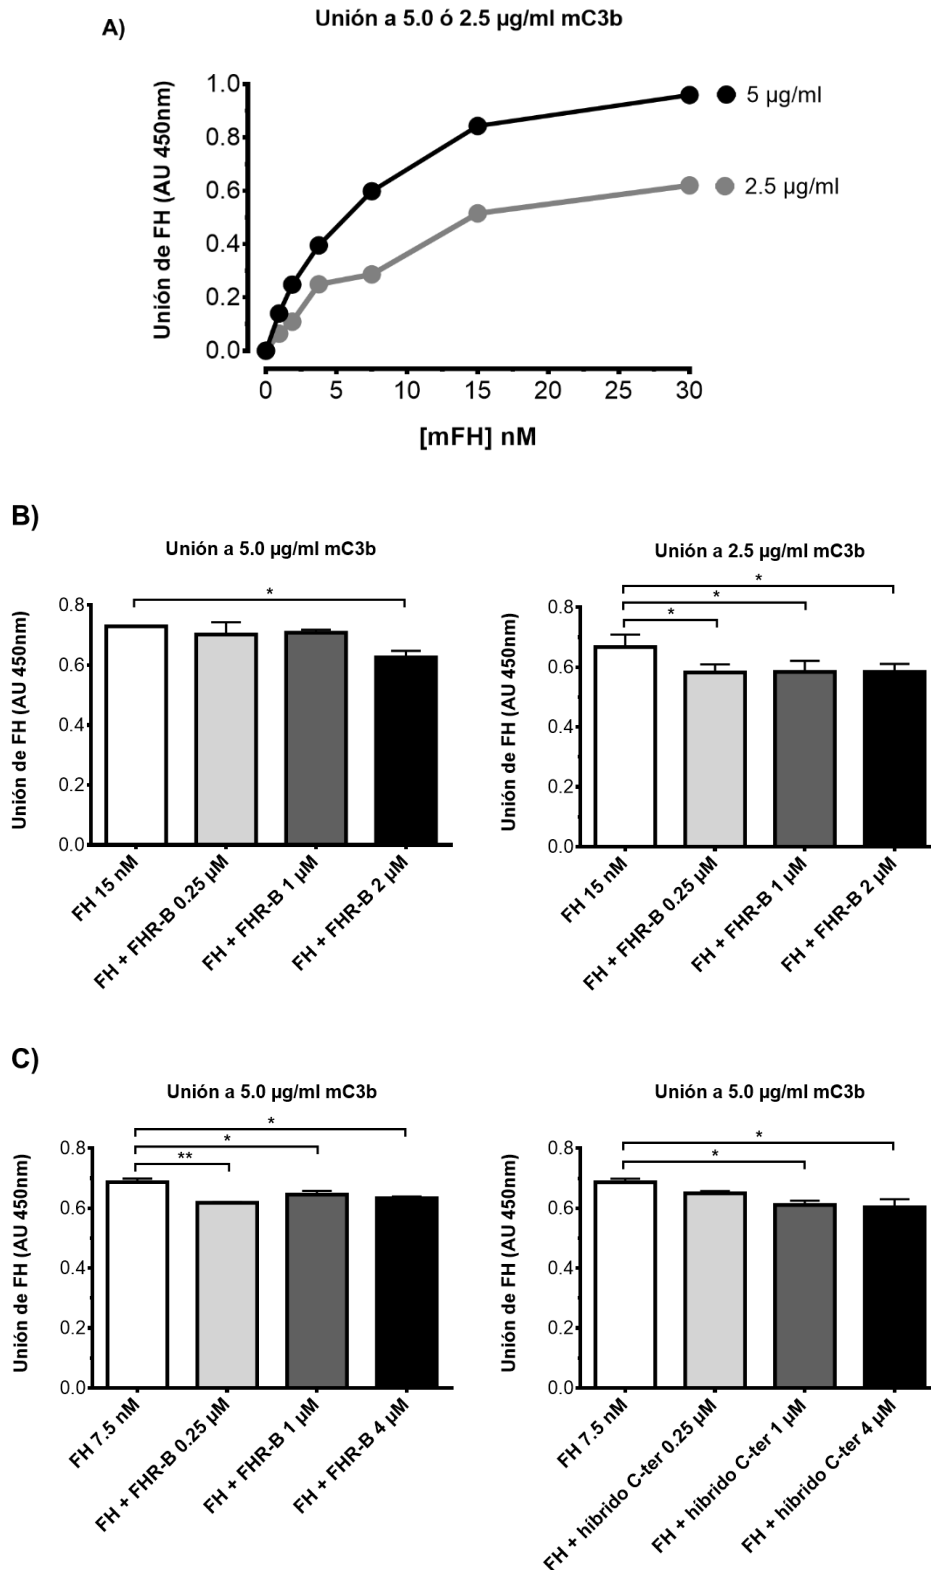 A)
Unión a 5.0 ó 2.5 µg/ml mC3b
Unión de FH (AU 450nm)
1.0
0.8
0.6
0.4
0.2
0.0
0 5 10 15 20 25 30
[mFH] nM
5 µg/ml
2.5 µg/ml
B)
Unión a 5.0 µg/ml mC3b
*
Unión de FH (AU 450nm)
0.8
0.6
0.4
0.2
0.0
FH 15 nM
FH + FHR-B 0.25 µM
FH + FHR-B 1 µM
FH + FHR-B 2 µM
Unión a 2.5 µg/ml mC3b
*
*
*
Unión de FH (AU 450nm)
0.8
0.6
0.4
0.2
0.0
FH 15 nM
FH + FHR-B 0.25 µM
FH + FHR-B 1 µM
FH + FHR-B 2 µM
C)
Unión a 5.0 µg/ml mC3b
*
*
**
Unión de FH (AU 450nm)
0.8
0.6
0.4
0.2
0.0
FH 7.5 nM
FH + FHR-B 0.25 µM
FH + FHR-B 1 µM
FH + FHR-B 4 µM
Unión a 5.0 µg/ml mC3b
*
*
Unión de FH (AU 450nm)
0.8
0.6
0.4
0.2
0.0
FH 7.5 nM
FH + híbrido C-ter 0.25 µM
FH + híbrido C-ter 1 µM
FH + híbrido C-ter 4 µM